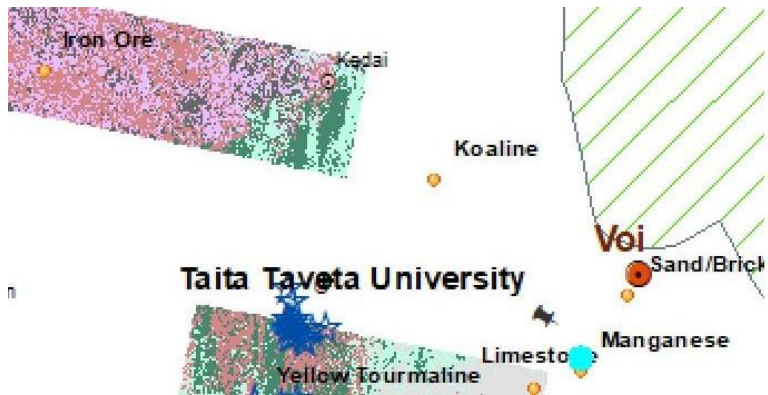 Iron Ore
Kedai
Koaline
Voi
Sand/Brick
Taita Taveta University
n
Manganese
Limestone
Yellow Tourmaline